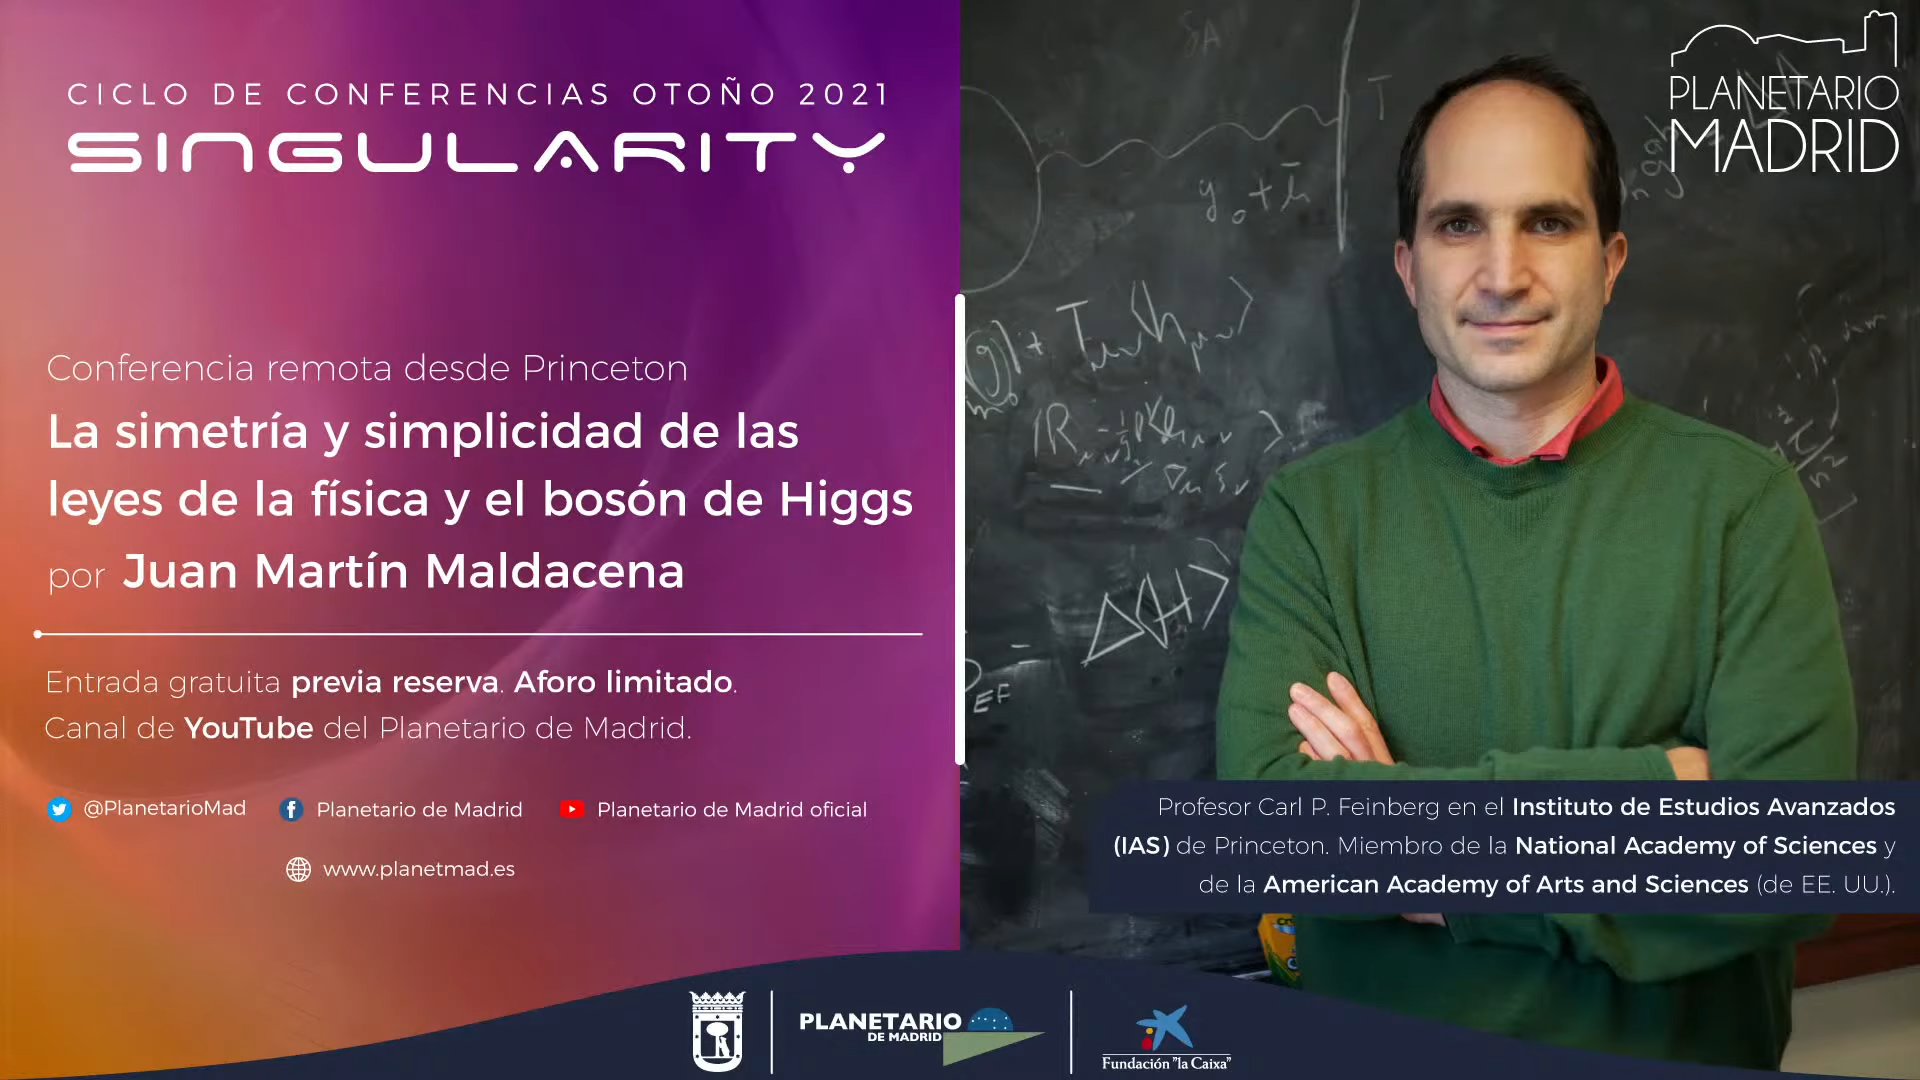 CICLO DE CONFERENCIAS OTOÑO 2021
SINGULARITY
Conferencia remota desde Princeton
La simetría y simplicidad de las
leyes de la física y el bosón de Higgs
por Juan Martín Maldacena
Entrada gratuita previa reserva. Aforo limitado.
Canal de YouTube del Planetario de Madrid.
@PlanetarioMad
Planetario de Madrid
Planetario de Madrid oficial
www.planetmad.es
PLANETARIO
MADRID
Profesor Carl P. Feinberg en el Instituto de Estudios Avanzados
(IAS) de Princeton. Miembro de la National Academy of Sciences y
de la American Academy of Arts and Sciences (de EE. UU.).
PLANETARIO
DE MADRID
Fundación "la Caixa"